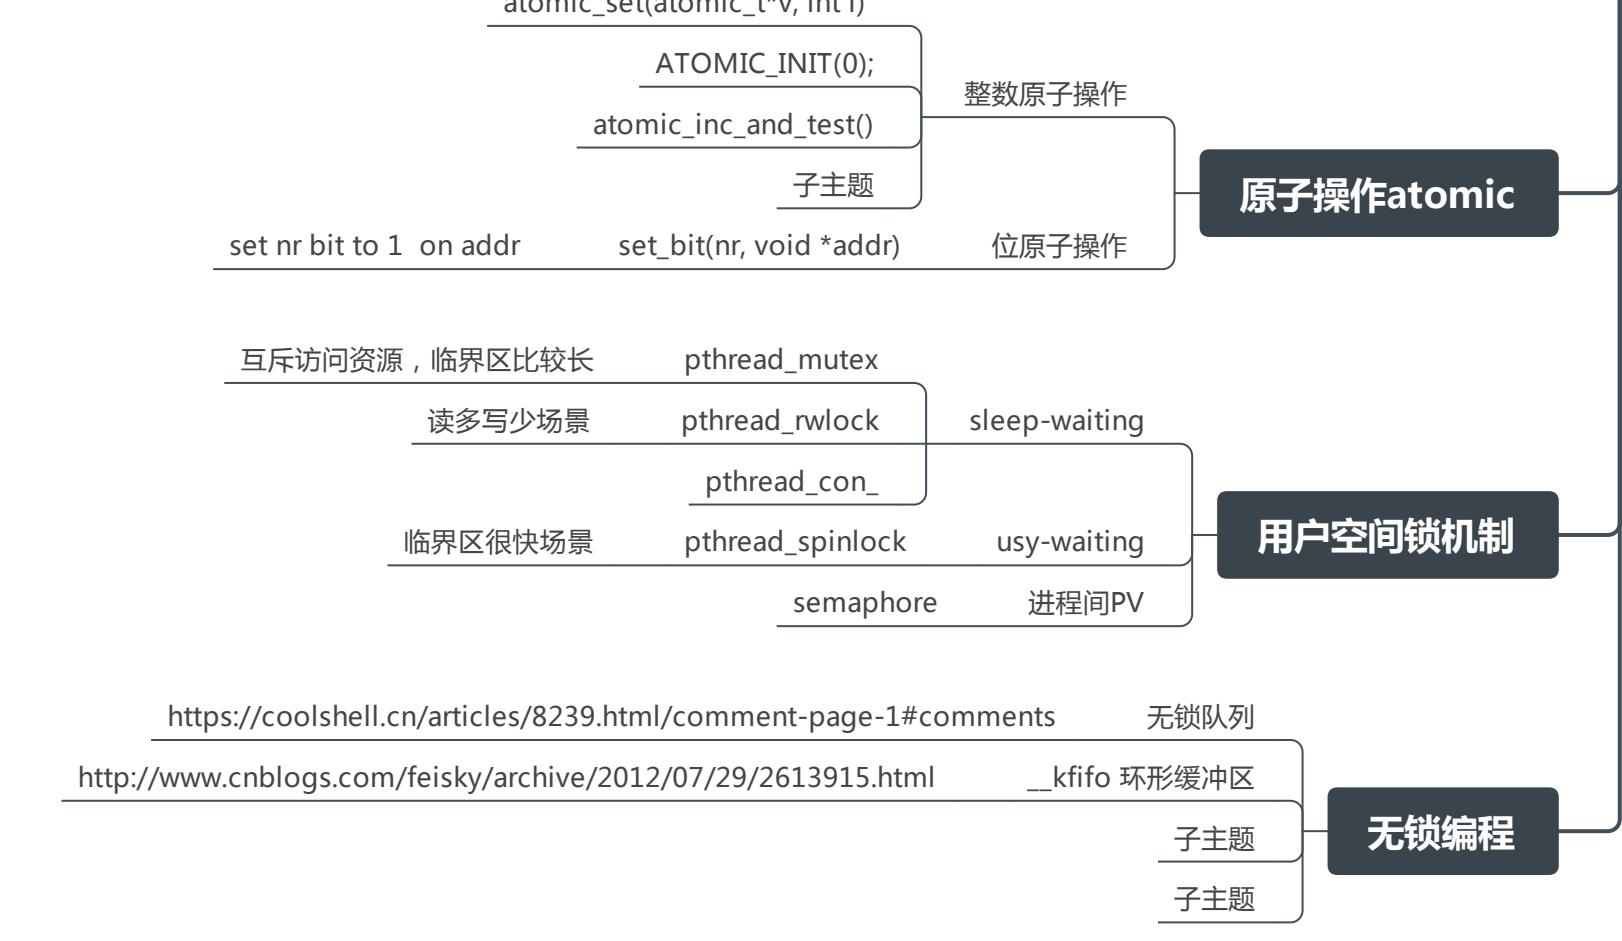 atomic_set(atomic_t*v, int i)
ATOMIC_INIT(0);
整数原子操作
atomic_inc_and_test()
子主题
原子操作atomic
set nr bit to 1  on addr
set_bit(nr, void *addr)
位原子操作
互斥访问资源，临界区比较长
pthread_mutex
读多写少场景
pthread_rwlock
sleep-waiting
pthread_con_
用户空间锁机制
临界区很快场景
pthread_spinlock
usy-waiting
semaphore
进程间PV
https://coolshell.cn/articles/8239.html/comment-page-1#comments
无锁队列
http://www.cnblogs.com/feisky/archive/2012/07/29/2613915.html
__kfifo 环形缓冲区
子主题
无锁编程
子主题